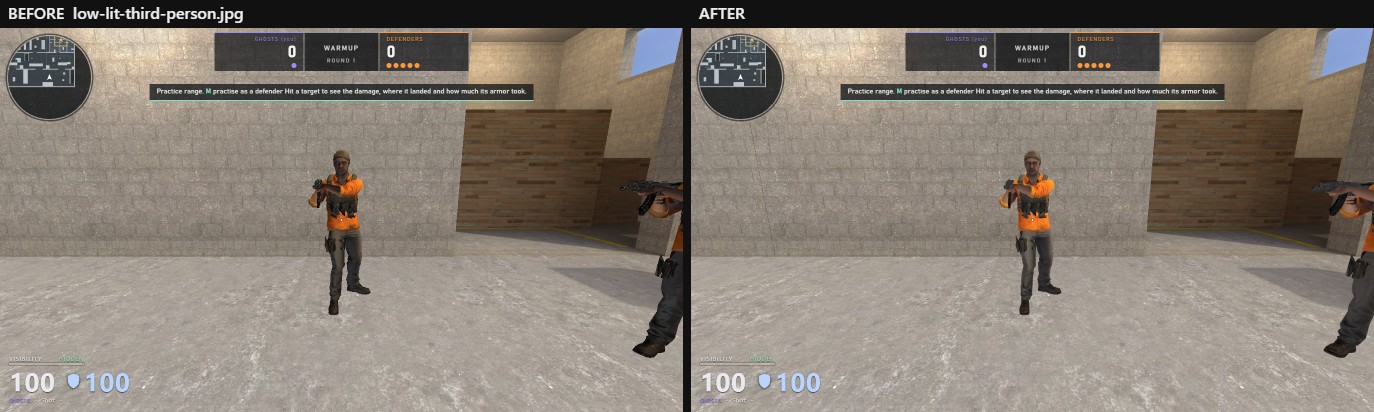 BEFORE low-lit-third-person.jpg
GHOSTS (you)
0
WARMUP
ROUND 1
DEFENDERS
0
Practice range. M practise as a defender Hit a target to see the damage, where it landed and how much its armor took.
VISIBILITY
100 100
AFTER
GHOSTS (you)
0
WARMUP
ROUND 1
DEFENDERS
0
Practice range. M practise as a defender Hit a target to see the damage, where it landed and how much its armor took.
VISIBILITY
100 100